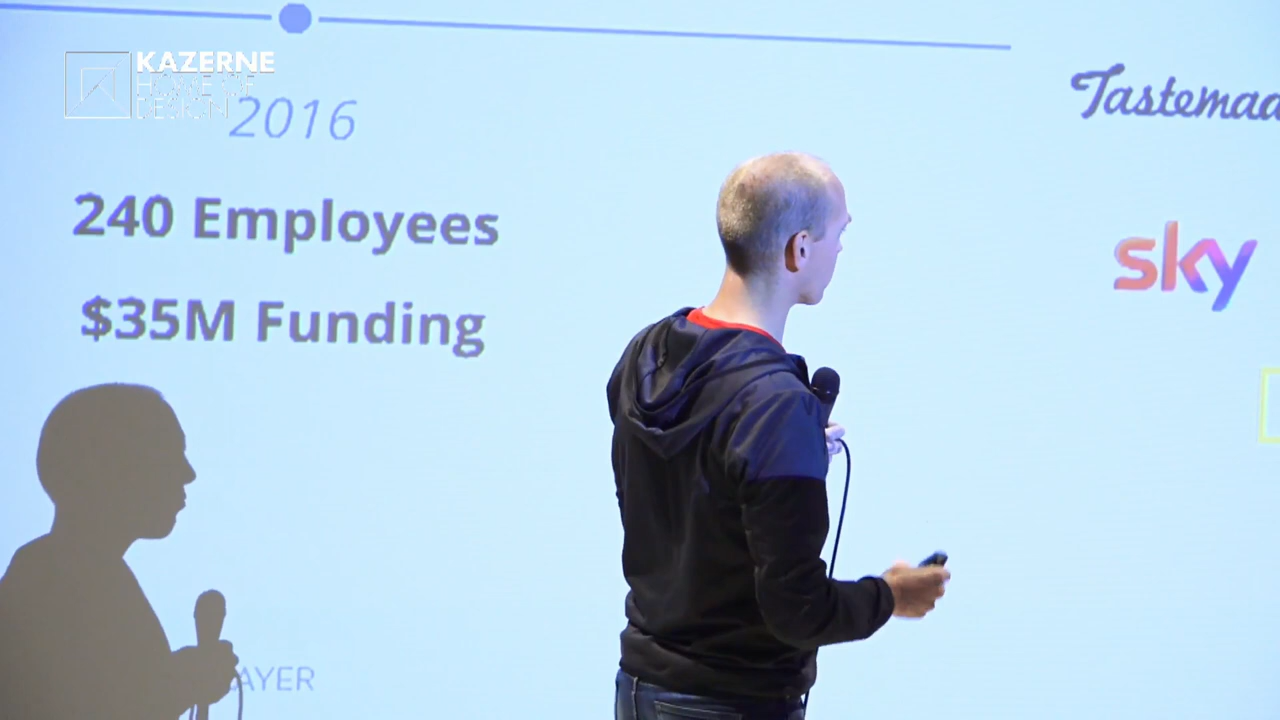 KAZERNE
HOME OF
DESIGN
2016
240 Employees
$35M Funding
AYER
Tastemad
sky